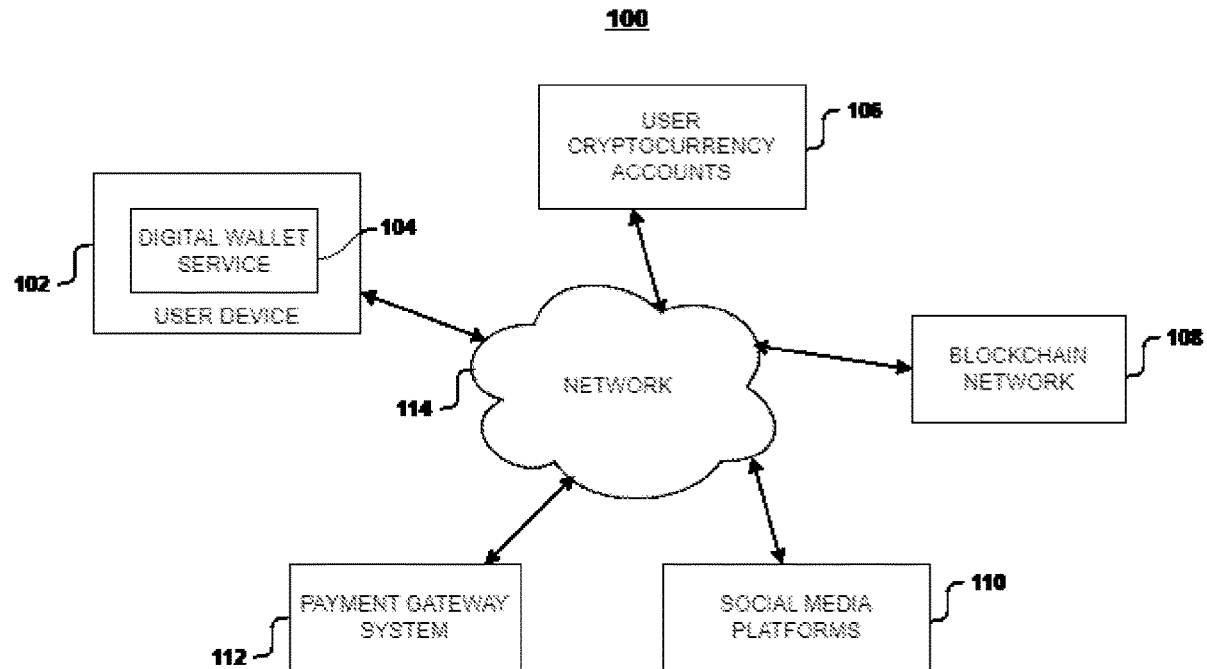 100
USER
CRYPTOCURRENCY
ACCOUNTS
106
DIGITAL WALLET
SERVICE
104
102
USER DEVICE
BLOCKCHAIN
NETWORK
108
NETWORK
114
PAYMENT GATEWAY
SYSTEM
112
SOCIAL MEDIA
PLATFORMS
110